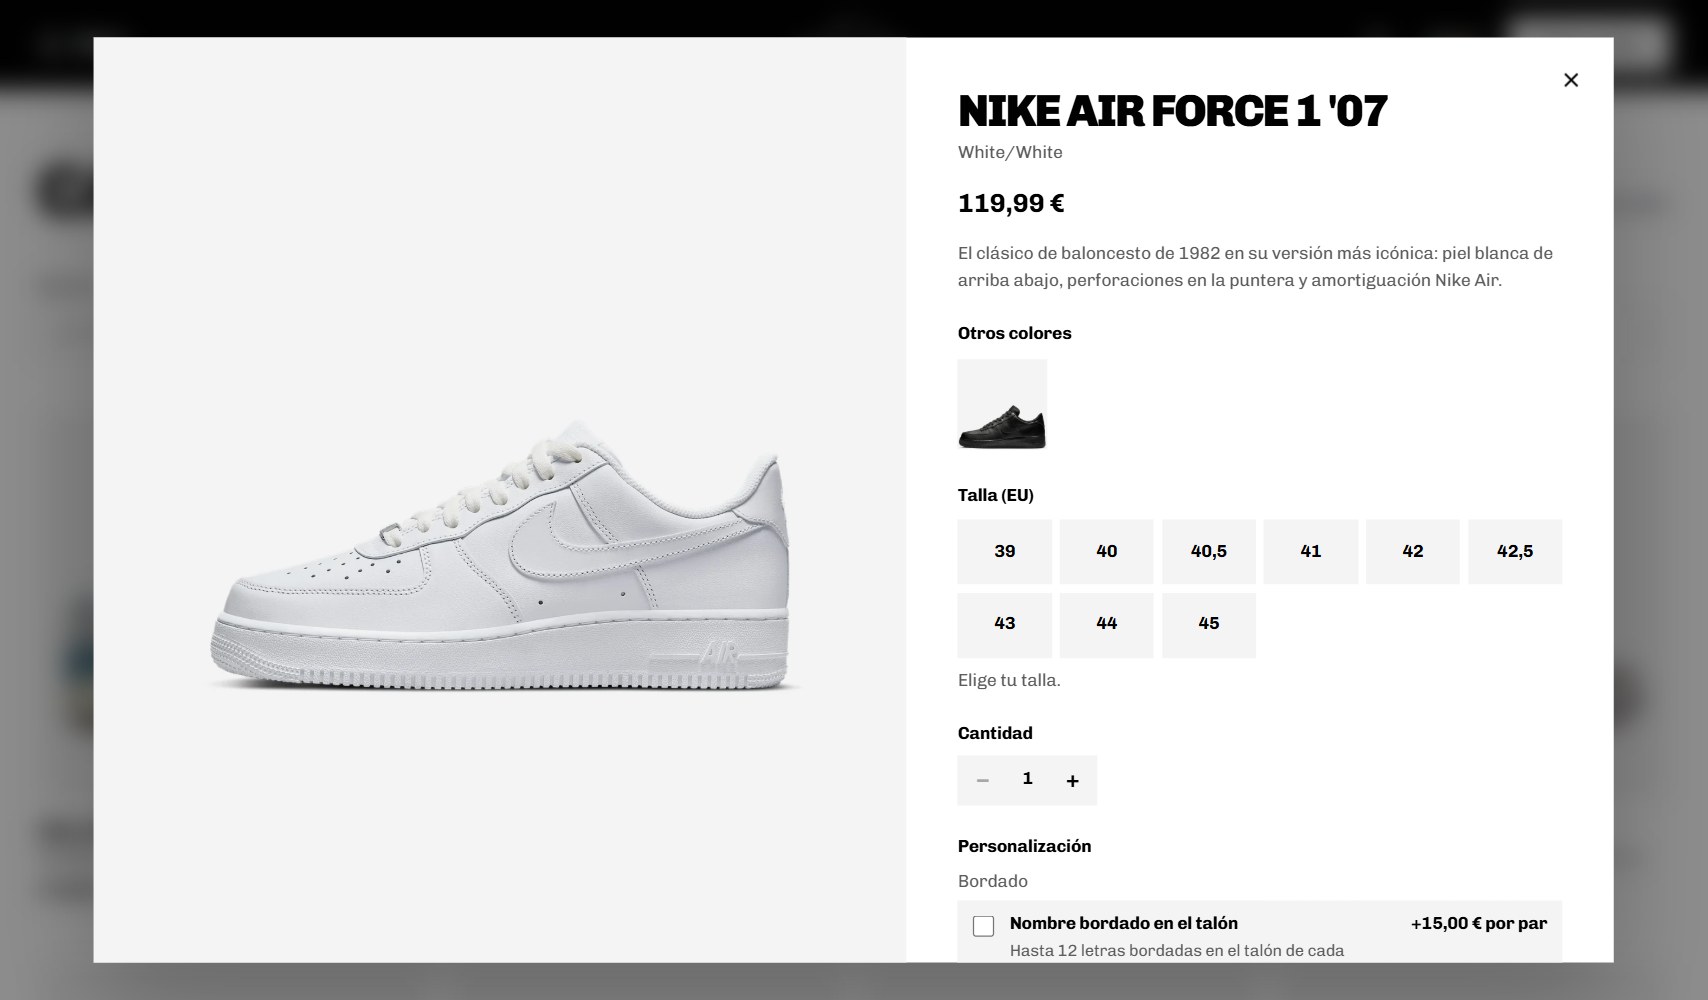 NIKE AIR FORCE 1 '07
White/White
119,99 €
El clásico de baloncesto de 1982 en su versión más icónica: piel blanca de
arriba abajo, perforaciones en la puntera y amortiguación Nike Air.
Otros colores
Talla (EU)
39 40 40,5 41 42 42,5
43 44 45
Elige tu talla.
Cantidad
− 1 +
Personalización
Bordado
Nombre bordado en el talón +15,00 € por par
Hasta 12 letras bordadas en el talón de cada
AIR